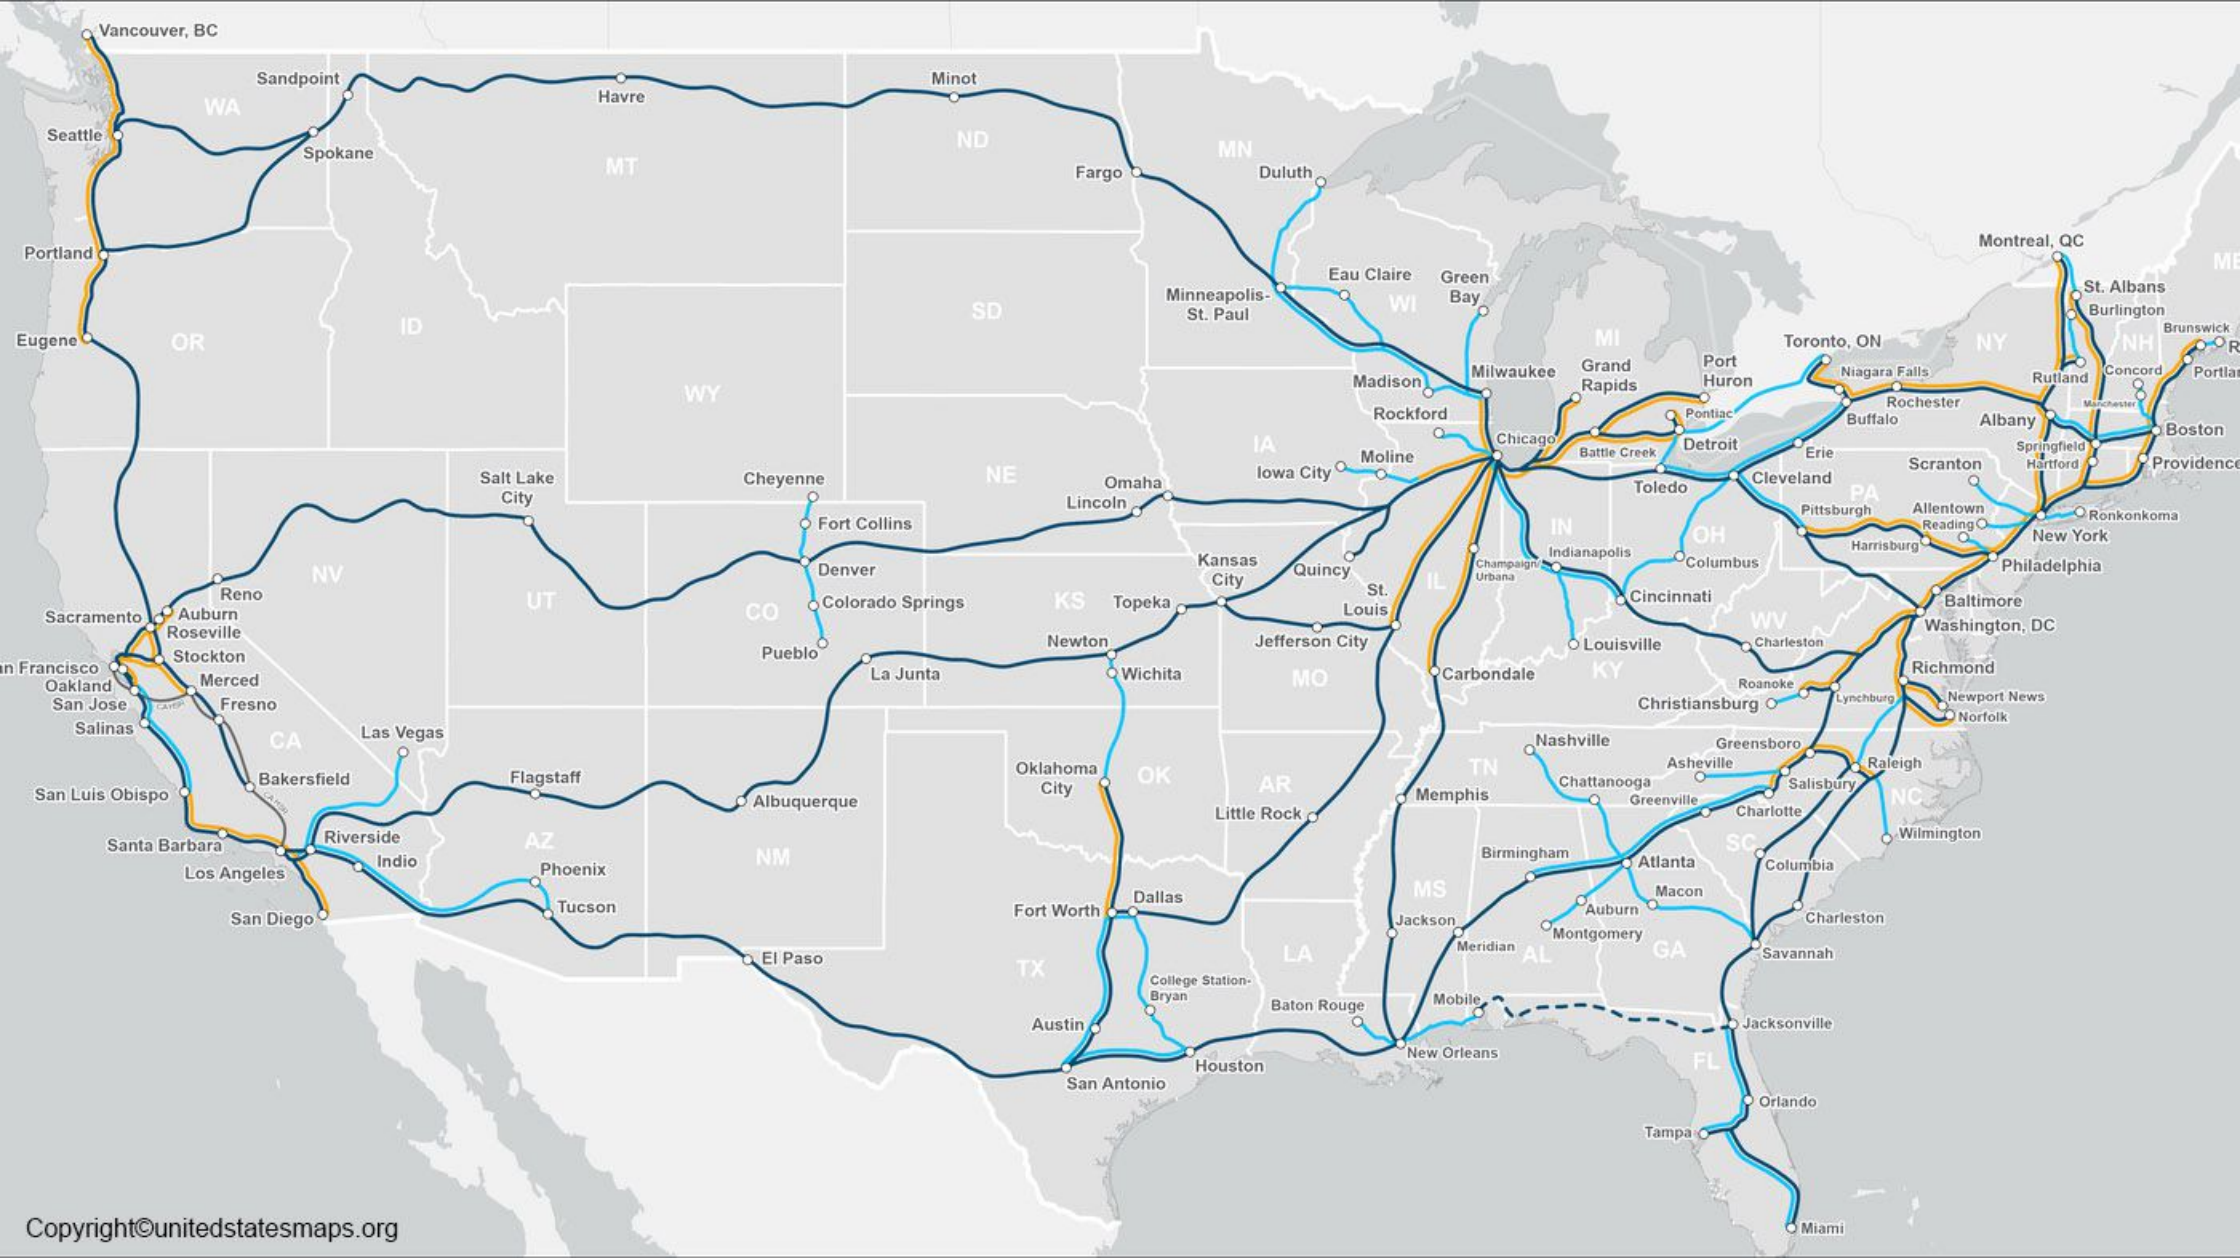 Vancouver, BC
Sandpoint
Havre
Minot
WA
Seattle
Spokane
MT
ND
MN
Fargo
Duluth
Portland
Montreal, QC
ME
St. Albans
Burlington
Minneapolis-
St. Paul
Eau Claire
Green
Bay
WI
MI
Eugene
OR
ID
SD
Toronto, ON
NY
NH
Brunswick
R
Portlar
WY
Madison
Milwaukee
Grand
Rapids
Port
Huron
Niagara Falls
Rutland
Concord
Manchester
Rockford
Pontiac
Rochester
Buffalo
Albany
Boston
IA
Chicago
Detroit
Battle Creek
Erie
Springfield
Hartford
Providence
Iowa City
Moline
Scranton
Salt Lake
City
Cheyenne
NE
Omaha
Lincoln
Toledo
Cleveland
PA
Pittsburgh
Allentown
Reading
Ronkonkoma
New York
Fort Collins
IN
OH
Harrisburg
Denver
Kansas
City
Quincy
Champaign/
Urbana
Indianapolis
Columbus
Philadelphia
NV
Reno
UT
CO
Colorado Springs
KS
Topeka
St.
Louis
IL
Cincinnati
Baltimore
Washington, DC
Sacramento
Auburn
Roseville
Jefferson City
WV
Charleston
Louisville
Stockton
Pueblo
Newton
an Francisco
Oakland
San Jose
Merced
La Junta
Wichita
MO
Carbondale
KY
Richmond
Roanoke
Christiansburg
Lynchburg
Newport News
Norfolk
CAHSR
Fresno
Salinas
CA
Las Vegas
Nashville
Greensboro
Raleigh
Bakersfield
CAHSR
Flagstaff
Oklahoma
City
OK
AR
TN
Asheville
Salisbury
San Luis Obispo
Albuquerque
Memphis
Chattanooga
Greenville
Charlotte
NC
Little Rock
Wilmington
Santa Barbara
Riverside
AZ
NM
Los Angeles
Indio
Phoenix
Birmingham
Atlanta
SC
Columbia
MS
Macon
Tucson
San Diego
Fort Worth
Dallas
Jackson
Auburn
Charleston
Meridian
Montgomery
El Paso
TX
LA
AL
GA
Savannah
College Station-
Bryan
Baton Rouge
Mobile
Austin
Jacksonville
New Orleans
San Antonio
Houston
FL
Orlando
Tampa
Miami
Copyright©unitedstatesmaps.org